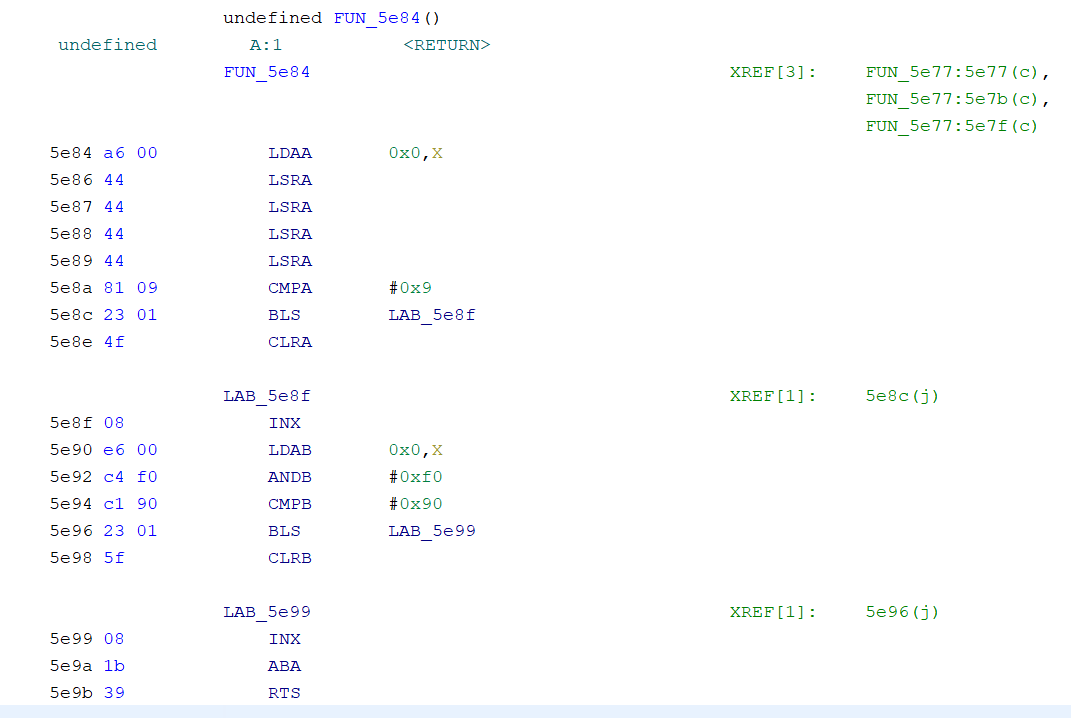 undefined FUN_5e84()
undefined A:1 <RETURN>
FUN_5e84 XREF[3]: FUN_5e77:5e77(c),
FUN_5e77:5e7b(c),
FUN_5e77:5e7f(c)
5e84 a6 00 LDAA 0x0,X
5e86 44 LSRA
5e87 44 LSRA
5e88 44 LSRA
5e89 44 LSRA
5e8a 81 09 CMPA #0x9
5e8c 23 01 BLS LAB_5e8f
5e8e 4f CLRA
LAB_5e8f XREF[1]: 5e8c(j)
5e8f 08 INX
5e90 e6 00 LDAB 0x0,X
5e92 c4 f0 ANDB #0xf0
5e94 c1 90 CMPB #0x90
5e96 23 01 BLS LAB_5e99
5e98 5f CLRB
LAB_5e99 XREF[1]: 5e96(j)
5e99 08 INX
5e9a 1b ABA
5e9b 39 RTS